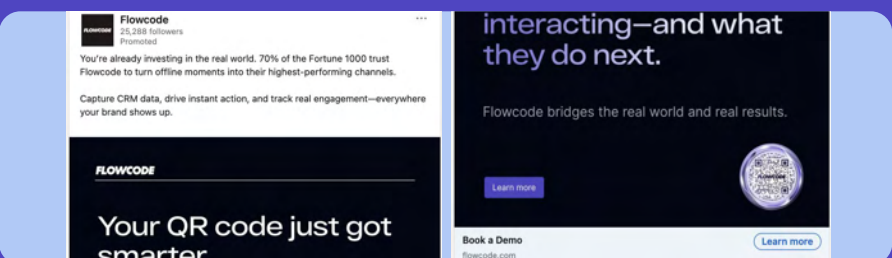 Flowcode
25,288 followers
Promoted
You're already investing in the real world. 70% of the Fortune 1000 trust
Flowcode to turn offline moments into their highest-performing channels.
Capture CRM data, drive instant action, and track real engagement—everywhere
your brand shows up.
FLOWCODE
Your QR code just got
smarter
interacting—and what
they do next.
Flowcode bridges the real world and real results.
Learn more
FLOWCODE
Book a Demo
flowcode.com
Learn more